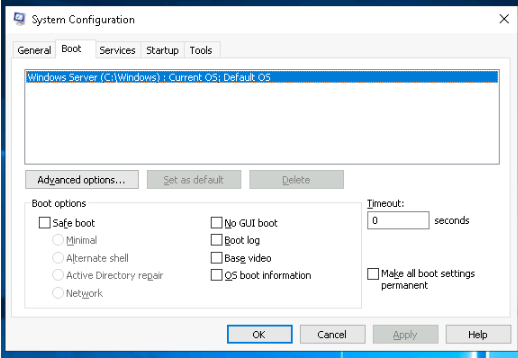 System Configuration
General Boot Services Startup Tools
Windows Server (C:\Windows) : Current OS; Default OS
Advanced options... Set as default Delete
Boot options
Safe boot
Minimal
Alternate shell
Active Directory repair
Network
No GUI boot
Boot log
Base video
OS boot information
Timeout:
0 seconds
Make all boot settings
permanent
OK Cancel Apply Help